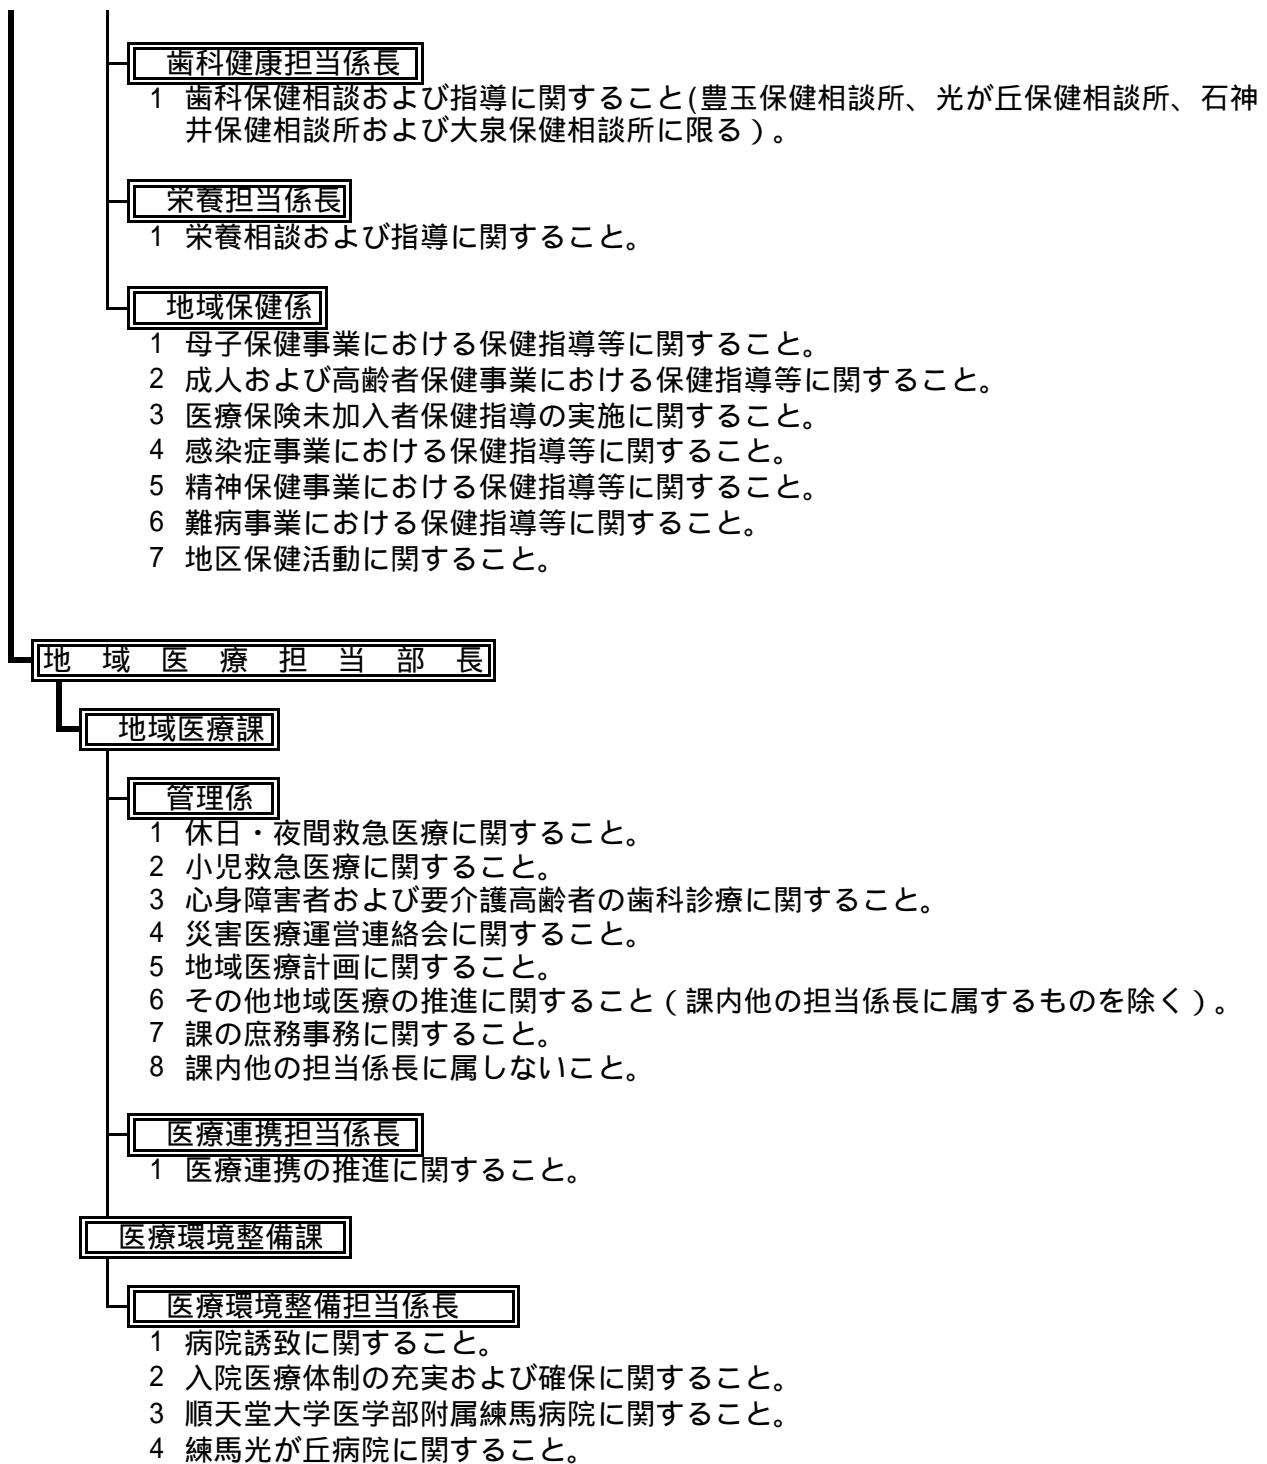 歯科健康担当係長
1 歯科保健相談および指導に関すること(豊玉保健相談所、光が丘保健相談所、石神
井保健相談所および大泉保健相談所に限る)。
栄養担当係長
1 栄養相談および指導に関すること。
地域保健係
1 母子保健事業における保健指導等に関すること。
2 成人および高齢者保健事業における保健指導等に関すること。
3 医療保険未加入者保健指導の実施に関すること。
4 感染症事業における保健指導等に関すること。
5 精神保健事業における保健指導等に関すること。
6 難病事業における保健指導等に関すること。
7 地区保健活動に関すること。
地 域 医 療 担 当 部 長
地域医療課
管理係
1 休日・夜間救急医療に関すること。
2 小児救急医療に関すること。
3 心身障害者および要介護高齢者の歯科診療に関すること。
4 災害医療運営連絡会に関すること。
5 地域医療計画に関すること。
6 その他地域医療の推進に関すること(課内他の担当係長に属するものを除く)。
7 課の庶務事務に関すること。
8 課内他の担当係長に属しないこと。
医療連携担当係長
1 医療連携の推進に関すること。
医療環境整備課
医療環境整備担当係長
1 病院誘致に関すること。
2 入院医療体制の充実および確保に関すること。
3 順天堂大学医学部附属練馬病院に関すること。
4 練馬光が丘病院に関すること。